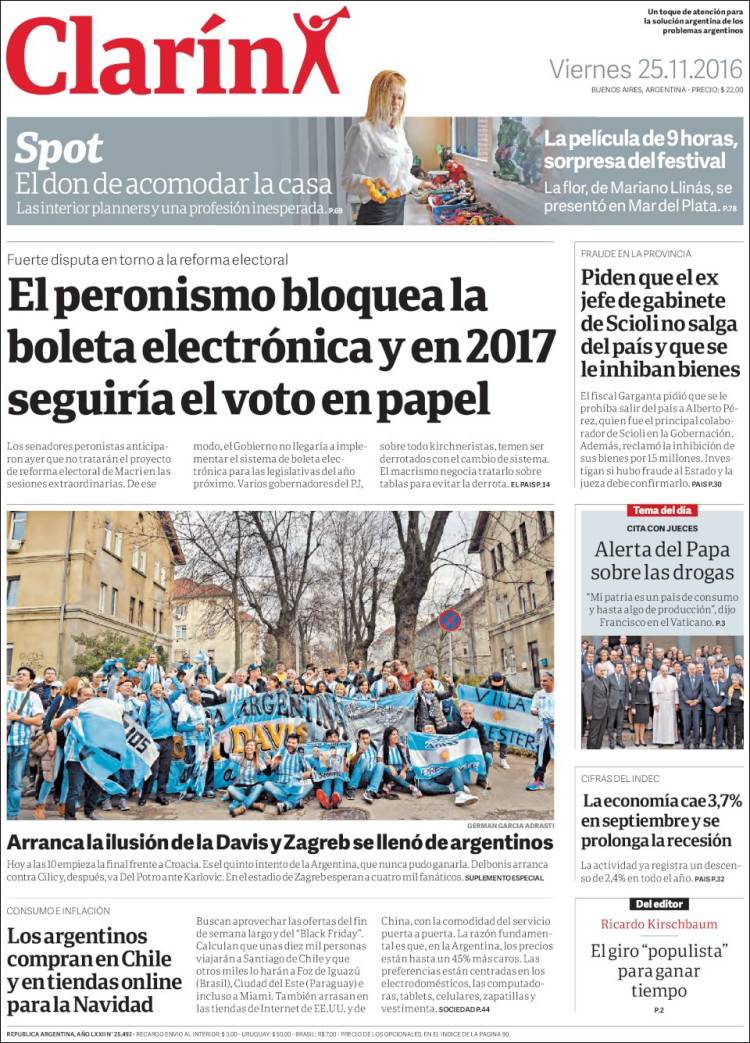 Clarín
Un toque de atención para
la solución argentina de los
problemas argentinos
Viernes 25.11.2016
BUENOS AIRES, ARGENTINA - PRECIO: $ 22,00
Spot
El don de acomodar la casa
Las interior planners y una profesión inesperada. P.69
La película de 9 horas,
sorpresa del festival
La flor, de Mariano Llinás, se
presentó en Mar del Plata. P.78
Fuerte disputa en torno a la reforma electoral
El peronismo bloquea la
boleta electrónica y en 2017
seguiría el voto en papel
Los senadores peronistas anticipa-
ron ayer que no tratarán el proyecto
de reforma electoral de Macri en las
sesiones extraordinarias. De ese
modo, el Gobierno no llegaría a imple-
mentar el sistema de boleta elec-
trónica para las legislativas del año
próximo. Varios gobernadores del PJ,
sobre todo kirchneristas, temen ser
derrotados con el cambio de sistema.
El macrismo negocia tratarlo sobre
tablas para evitar la derrota. EL PAIS P.14
FRAUDE EN LA PROVINCIA
Piden que el ex
jefe de gabinete
de Scioli no salga
del país y que se
le inhiban bienes
El fiscal Garganta pidió que se le
prohíba salir del país a Alberto Pé-
rez, quien fue el principal colabo-
rador de Scioli en la Gobernación.
Además, reclamó la inhibición de
sus bienes por 15 millones. Inves-
tigan si hubo fraude al Estado y la
jueza debe confirmarlo. PAIS P.30
Tema del día
CITA CON JUECES
Alerta del Papa
sobre las drogas
"Mi patria es un país de consumo
y hasta algo de producción", dijo
Francisco en el Vaticano. P.3
ARGENTINA
DAVIS
105
VILLA
ESTER
ARGENTINA
GERMAN GARCIA ADRASTI
Arranca la ilusión de la Davis y Zagreb se llenó de argentinos
Hoy a las 10 empieza la final frente a Croacia. Es el quinto intento de la Argentina, que nunca pudo ganarla. Delbonis arranca
contra Cilic y, después, va Del Potro ante Karlovic. En el estadio de Zagreb esperan a cuatro mil fanáticos. SUPLEMENTO ESPECIAL
CIFRAS DEL INDEC
La economía cae 3,7%
en septiembre y se
prolonga la recesión
La actividad ya registra un descen-
so de 2,4% en todo el año. PAIS P.32
CONSUMO E INFLACIÓN
Los argentinos
compran en Chile
y en tiendas online
para la Navidad
Buscan aprovechar las ofertas del fin
de semana largo y del "Black Friday".
Calculan que unas diez mil personas
viajarán a Santiago de Chile y que
otros miles lo harán a Foz de Iguazú
(Brasil), Ciudad del Este (Paraguay) e
incluso a Miami. También arrasan en
las tiendas de Internet de EE.UU. y de
China, con la comodidad del servicio
puerta a puerta. La razón fundamen-
tal es que, en la Argentina, los precios
están hasta un 45% más caros. Las
preferencias están centradas en los
electrodomésticos, las computado-
ras, tablets, celulares, zapatillas y
vestimenta. SOCIEDAD P.44
Del editor
Ricardo Kirschbaum
El giro "populista"
para ganar
tiempo
P.2
REPUBLICA ARGENTINA, AÑO LXXII N° 25.492 - RECARGO ENVIO AL INTERIOR: $ 3,00 - URUGUAY: $ 50,00 - BRASIL: R$ 7,00 - PRECIO DE LOS OPCIONALES, EN EL INDICE DE LA PAGINA 90.